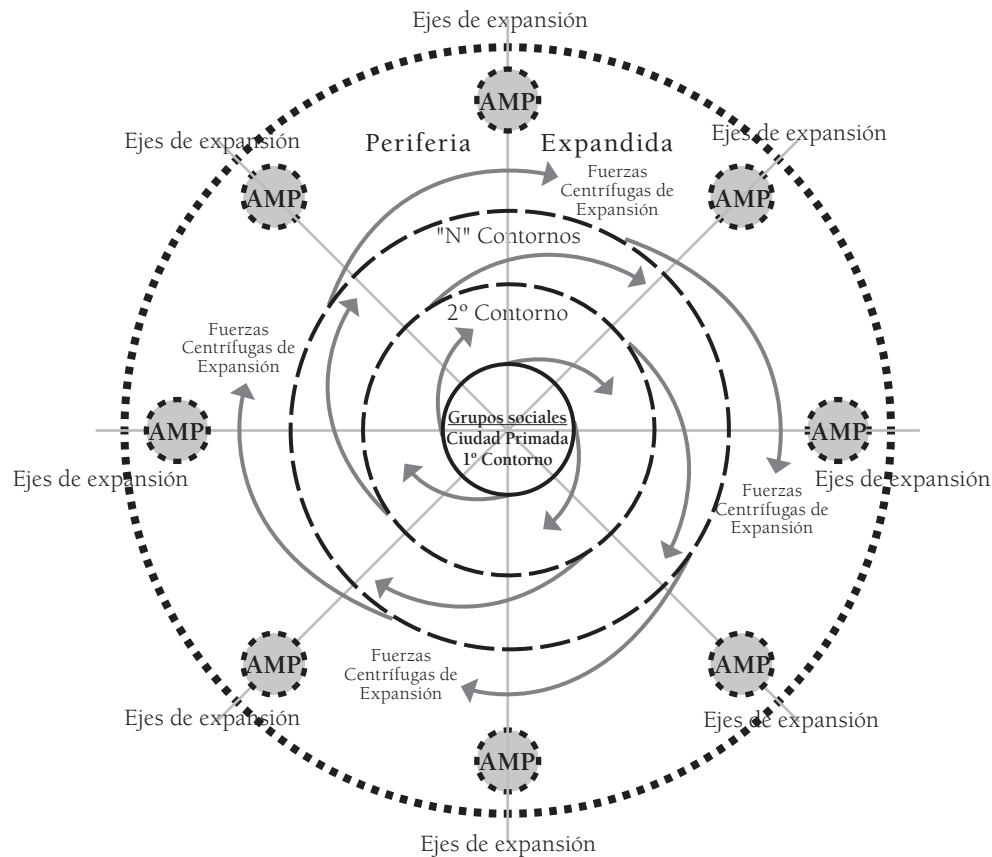 Ejes de expansión
AMP
Ejes de expansión
Ejes de expansión
Periferia Expandida
AMP
AMP
Fuerzas
Centrífugas de
Expansión
"N" Contornos
2º Contorno
Fuerzas
Centrífugas de
Expansión
AMP
Grupos sociales
Ciudad Primada
1º Contorno
AMP
Ejes de expansión
Ejes de expansión
Fuerzas
Centrífugas de
Expansión
AMP
Fuerzas
Centrífugas de
Expansión
AMP
Ejes de expansión
Ejes de expansión
AMP
Ejes de expansión